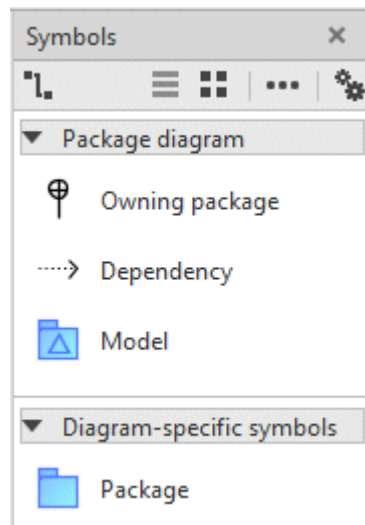 Symbols
Package diagram
Owning package
Dependency
Model
Diagram-specific symbols
Package